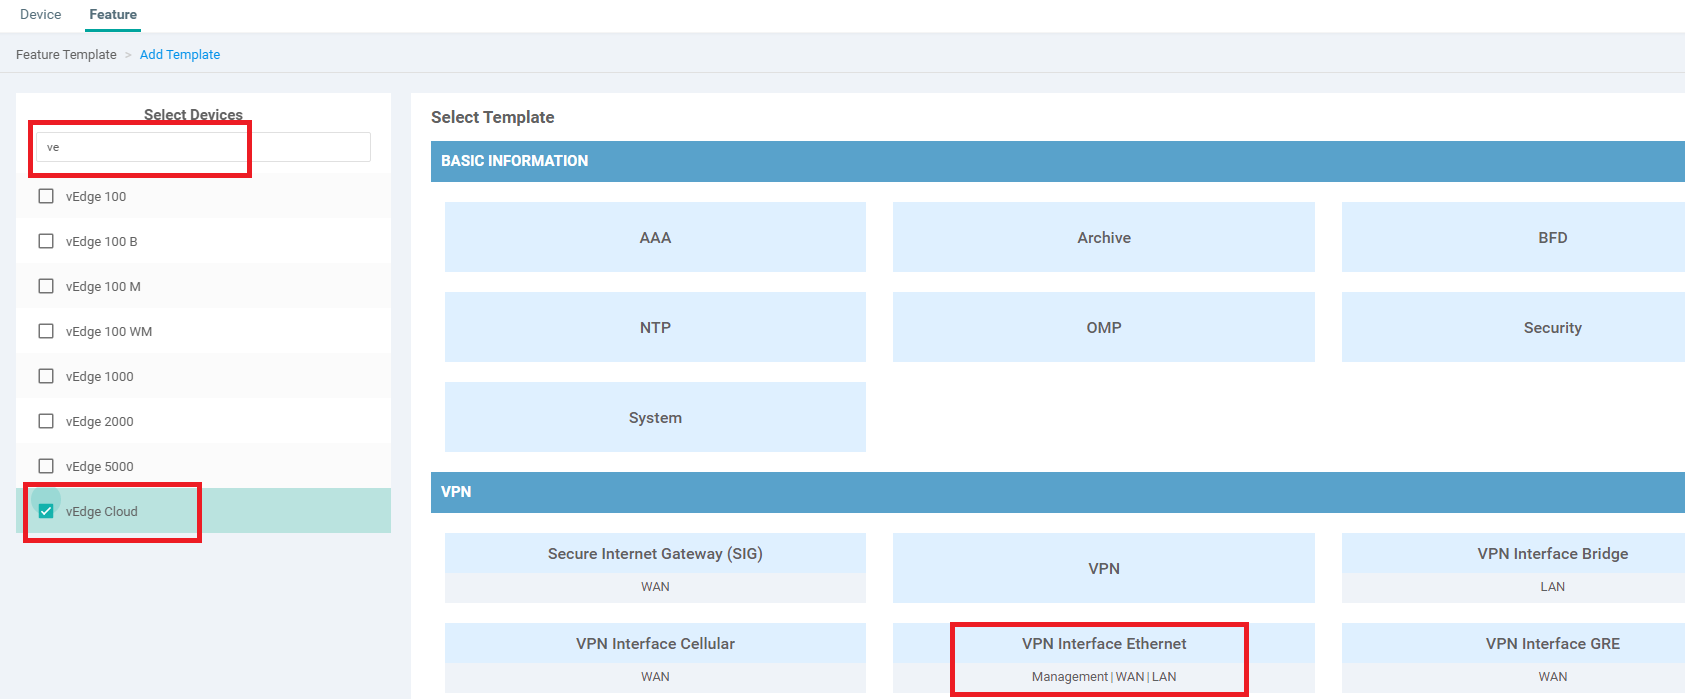 Device Feature
Feature Template > Add Template
Select Devices
ve
vEdge 100
vEdge 100 B
vEdge 100 M
vEdge 100 WM
vEdge 1000
vEdge 2000
vEdge 5000
vEdge Cloud
Select Template
BASIC INFORMATION
AAA
Archive
BFD
NTP
OMP
Security
System
VPN
Secure Internet Gateway (SIG)
WAN
VPN
VPN Interface Bridge
LAN
VPN Interface Cellular
WAN
VPN Interface Ethernet
Management | WAN | LAN
VPN Interface GRE
WAN